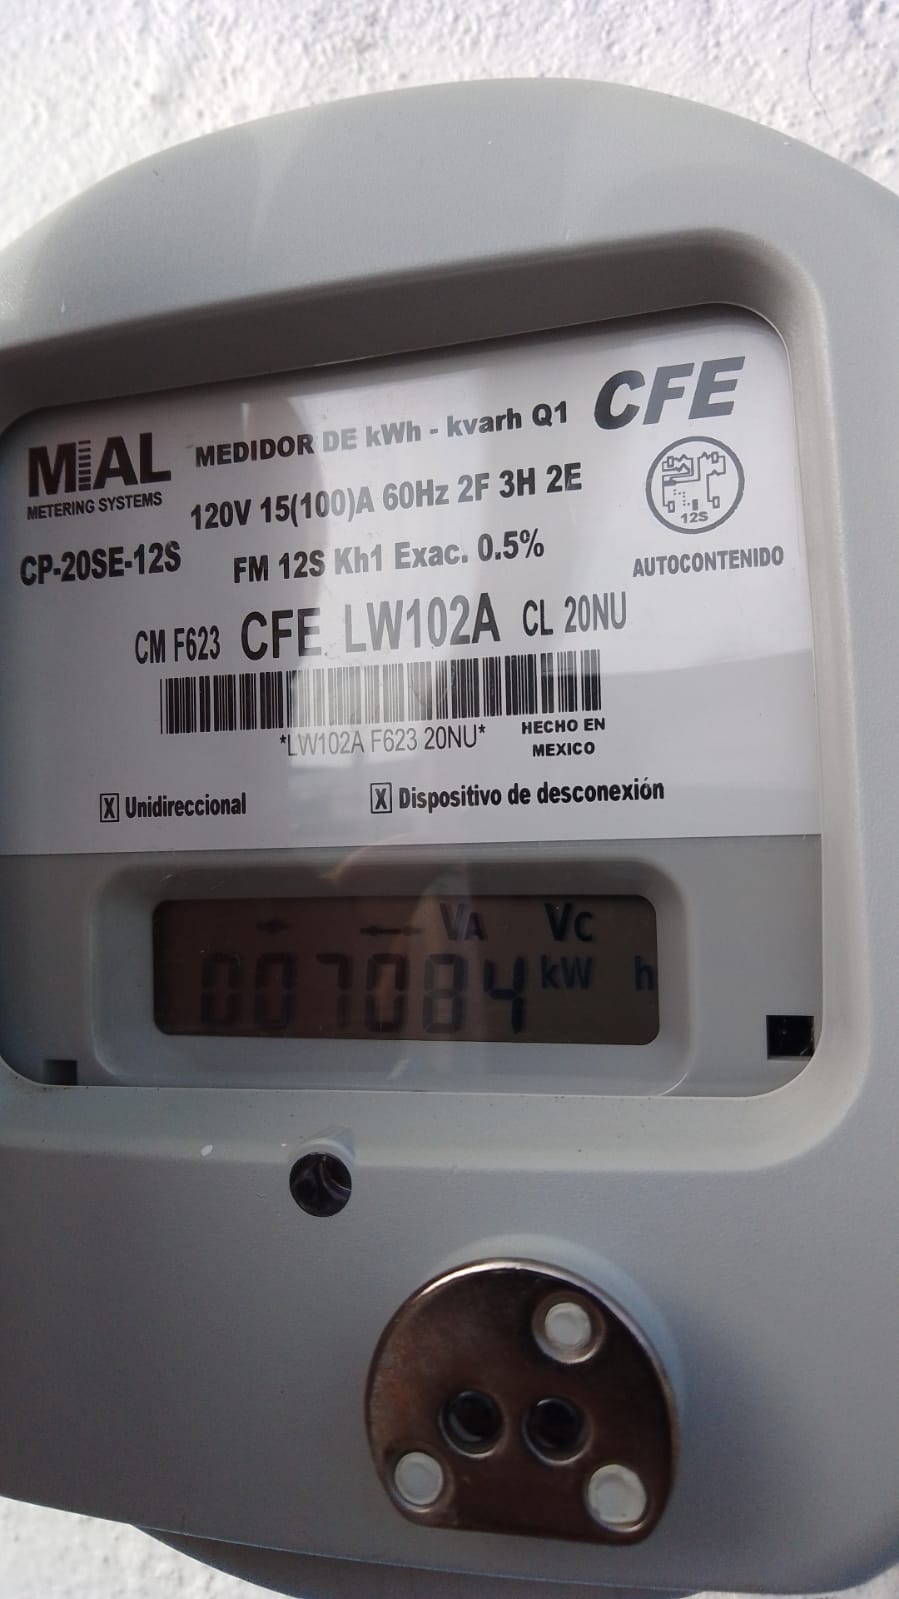 MIAL
METERING SYSTEMS
MEDIDOR DE kWh - kvarh Q1
CFE
120V 15(100)A 60Hz 2F 3H 2E
12S
CP-20SE-12S
FM 12S Kh1 Exac. 0.5%
AUTOCONTENIDO
CM F623 CFE LW102A CL 20NU
*LW102A F623 20NU*
HECHO EN
MEXICO
X Unidireccional
X Dispositivo de desconexión
VA VC
007084 kW h